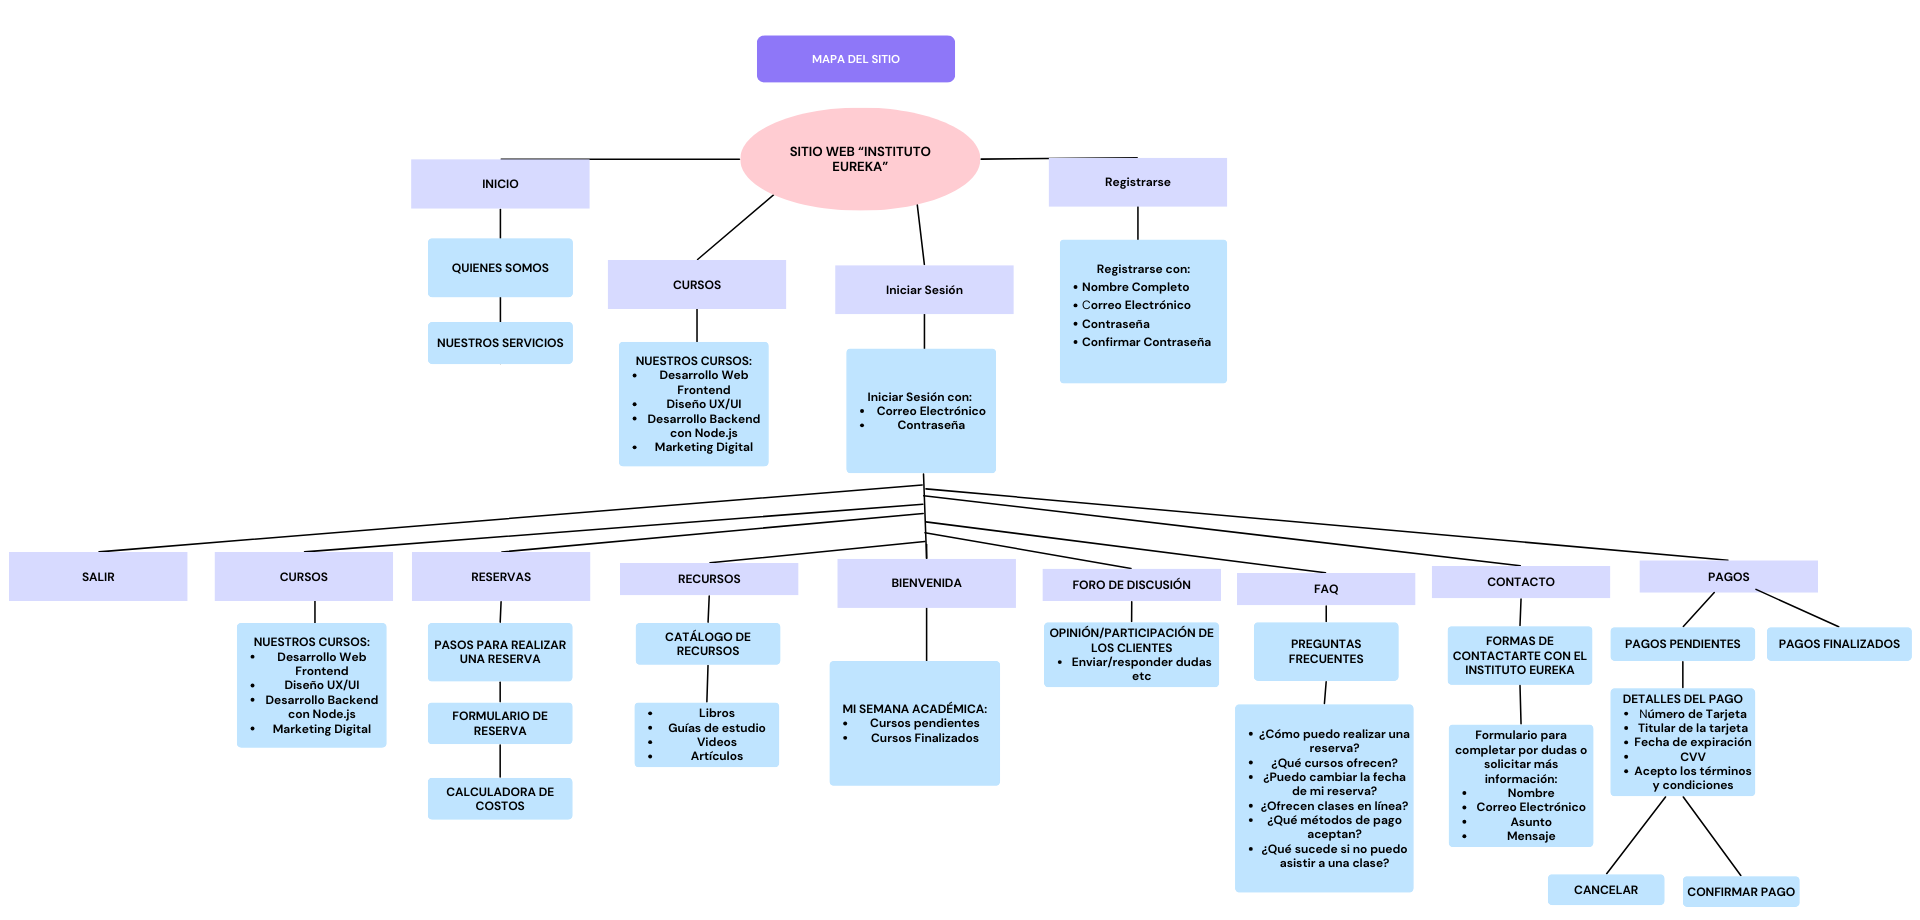 MAPA DEL SITIO
SITIO WEB “INSTITUTO
EUREKA”
INICIO
QUIENES SOMOS
NUESTROS SERVICIOS
CURSOS
NUESTROS CURSOS:
• Desarrollo Web
Frontend
• Diseño UX/UI
• Desarrollo Backend
con Node.js
• Marketing Digital
Iniciar Sesión
Iniciar Sesión con:
• Correo Electrónico
• Contraseña
Registrarse
Registrarse con:
• Nombre Completo
• Correo Electrónico
• Contraseña
• Confirmar Contraseña
SALIR
CURSOS
NUESTROS CURSOS:
• Desarrollo Web
Frontend
• Diseño UX/UI
• Desarrollo Backend
con Node.js
• Marketing Digital
RESERVAS
PASOS PARA REALIZAR
UNA RESERVA
FORMULARIO DE
RESERVA
CALCULADORA DE
COSTOS
RECURSOS
CATÁLOGO DE
RECURSOS
• Libros
• Guías de estudio
• Videos
• Artículos
BIENVENIDA
MI SEMANA ACADÉMICA:
• Cursos pendientes
• Cursos Finalizados
FORO DE DISCUSIÓN
OPINIÓN/PARTICIPACIÓN DE
LOS CLIENTES
• Enviar/responder dudas
etc
FAQ
PREGUNTAS
FRECUENTES
• ¿Cómo puedo realizar una
reserva?
• ¿Qué cursos ofrecen?
• ¿Puedo cambiar la fecha
de mi reserva?
• ¿Ofrecen clases en línea?
• ¿Qué métodos de pago
aceptan?
• ¿Qué sucede si no puedo
asistir a una clase?
CONTACTO
FORMAS DE
CONTACTARTE CON EL
INSTITUTO EUREKA
Formulario para
completar por dudas o
solicitar más
información:
• Nombre
• Correo Electrónico
• Asunto
• Mensaje
PAGOS
PAGOS PENDIENTES
PAGOS FINALIZADOS
DETALLES DEL PAGO
• Número de Tarjeta
• Titular de la tarjeta
• Fecha de expiración
• CVV
• Acepto los términos
y condiciones
CANCELAR
CONFIRMAR PAGO